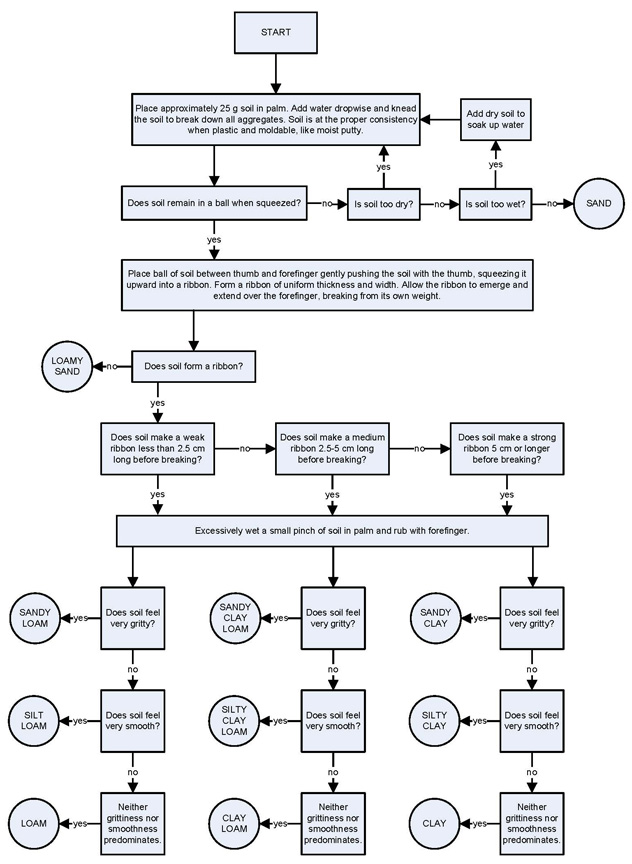 START
Place approximately 25 g soil in palm. Add water dropwise and knead
the soil to break down all aggregates. Soil is at the proper consistency
when plastic and moldable, like moist putty.
Add dry soil to
soak up water
yes
yes
Does soil remain in a ball when squeezed?
no
Is soil too dry?
no
Is soil too wet?
no
SAND
yes
Place ball of soil between thumb and forefinger gently pushing the soil with the thumb, squeezing it
upward into a ribbon. Form a ribbon of uniform thickness and width. Allow the ribbon to emerge and
extend over the forefinger, breaking from its own weight.
LOAMY
SAND
no
Does soil form a ribbon?
yes
Does soil make a weak
ribbon less than 2.5 cm
long before breaking?
no
Does soil make a medium
ribbon 2.5-5 cm long
before breaking?
no
Does soil make a strong
ribbon 5 cm or longer
before breaking?
yes
yes
yes
Excessively wet a small pinch of soil in palm and rub with forefinger.
SANDY
LOAM
yes
Does soil feel
very gritty?
SANDY
CLAY
LOAM
yes
Does soil feel
very gritty?
SANDY
CLAY
yes
Does soil feel
very gritty?
no
no
no
SILT
LOAM
yes
Does soil feel
very smooth?
SILTY
CLAY
LOAM
yes
Does soil feel
very smooth?
SILTY
CLAY
yes
Does soil feel
very smooth?
no
no
no
LOAM
yes
Neither
grittiness nor
smoothness
predominates.
CLAY
LOAM
yes
Neither
grittiness nor
smoothness
predominates.
CLAY
yes
Neither
grittiness nor
smoothness
predominates.